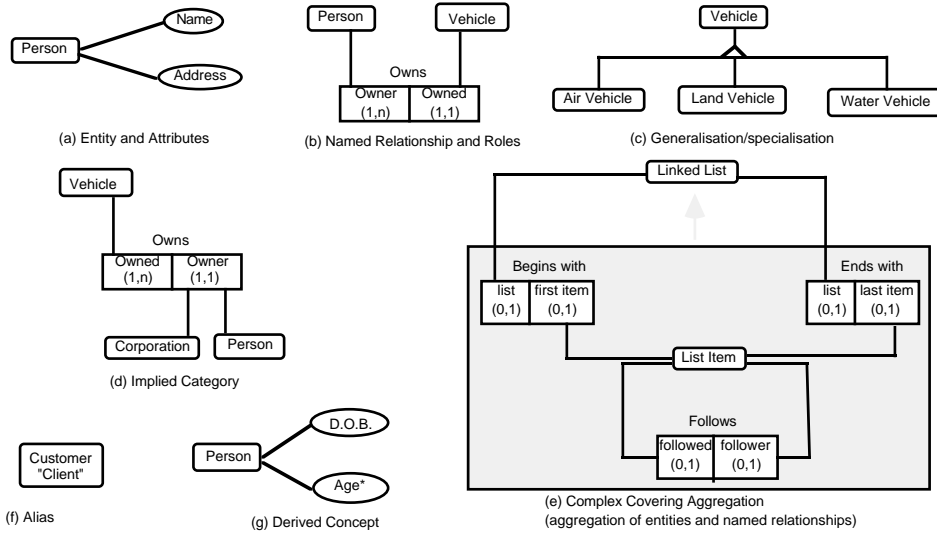 Person
Name
Address
(a) Entity and Attributes
Person
Vehicle
Owns
Owner
(1,n)
Owned
(1,1)
(b) Named Relationship and Roles
Vehicle
Air Vehicle
Land Vehicle
Water Vehicle
(c) Generalisation/specialisation
Vehicle
Owns
Owned
(1,n)
Owner
(1,1)
Corporation
Person
(d) Implied Category
Linked List
Begins with
list
(0,1)
first item
(0,1)
Ends with
list
(0,1)
last item
(0,1)
List Item
Follows
followed
(0,1)
follower
(0,1)
(e) Complex Covering Aggregation
(aggregation of entities and named relationships)
Customer
"Client"
(f) Alias
Person
D.O.B.
Age*
(g) Derived Concept